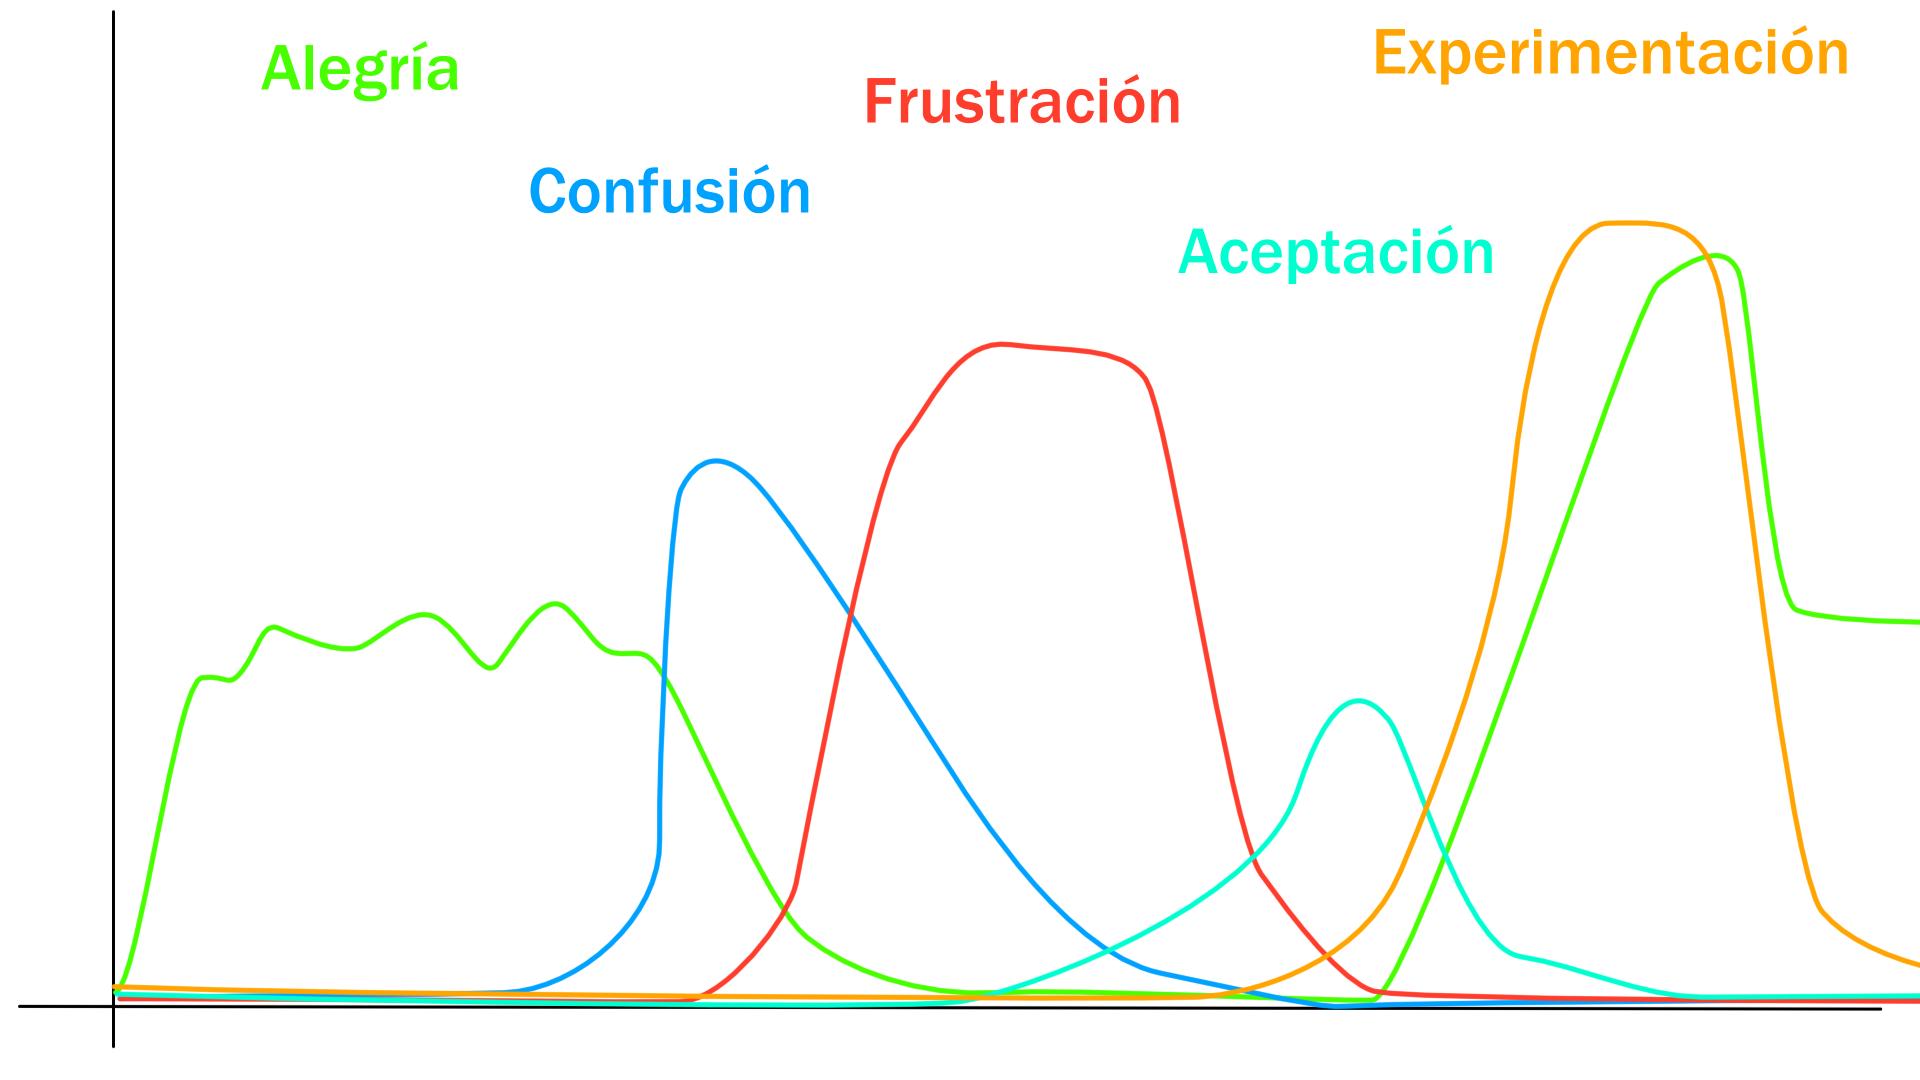 Alegría
Confusión
Frustración
Aceptación
Experimentación